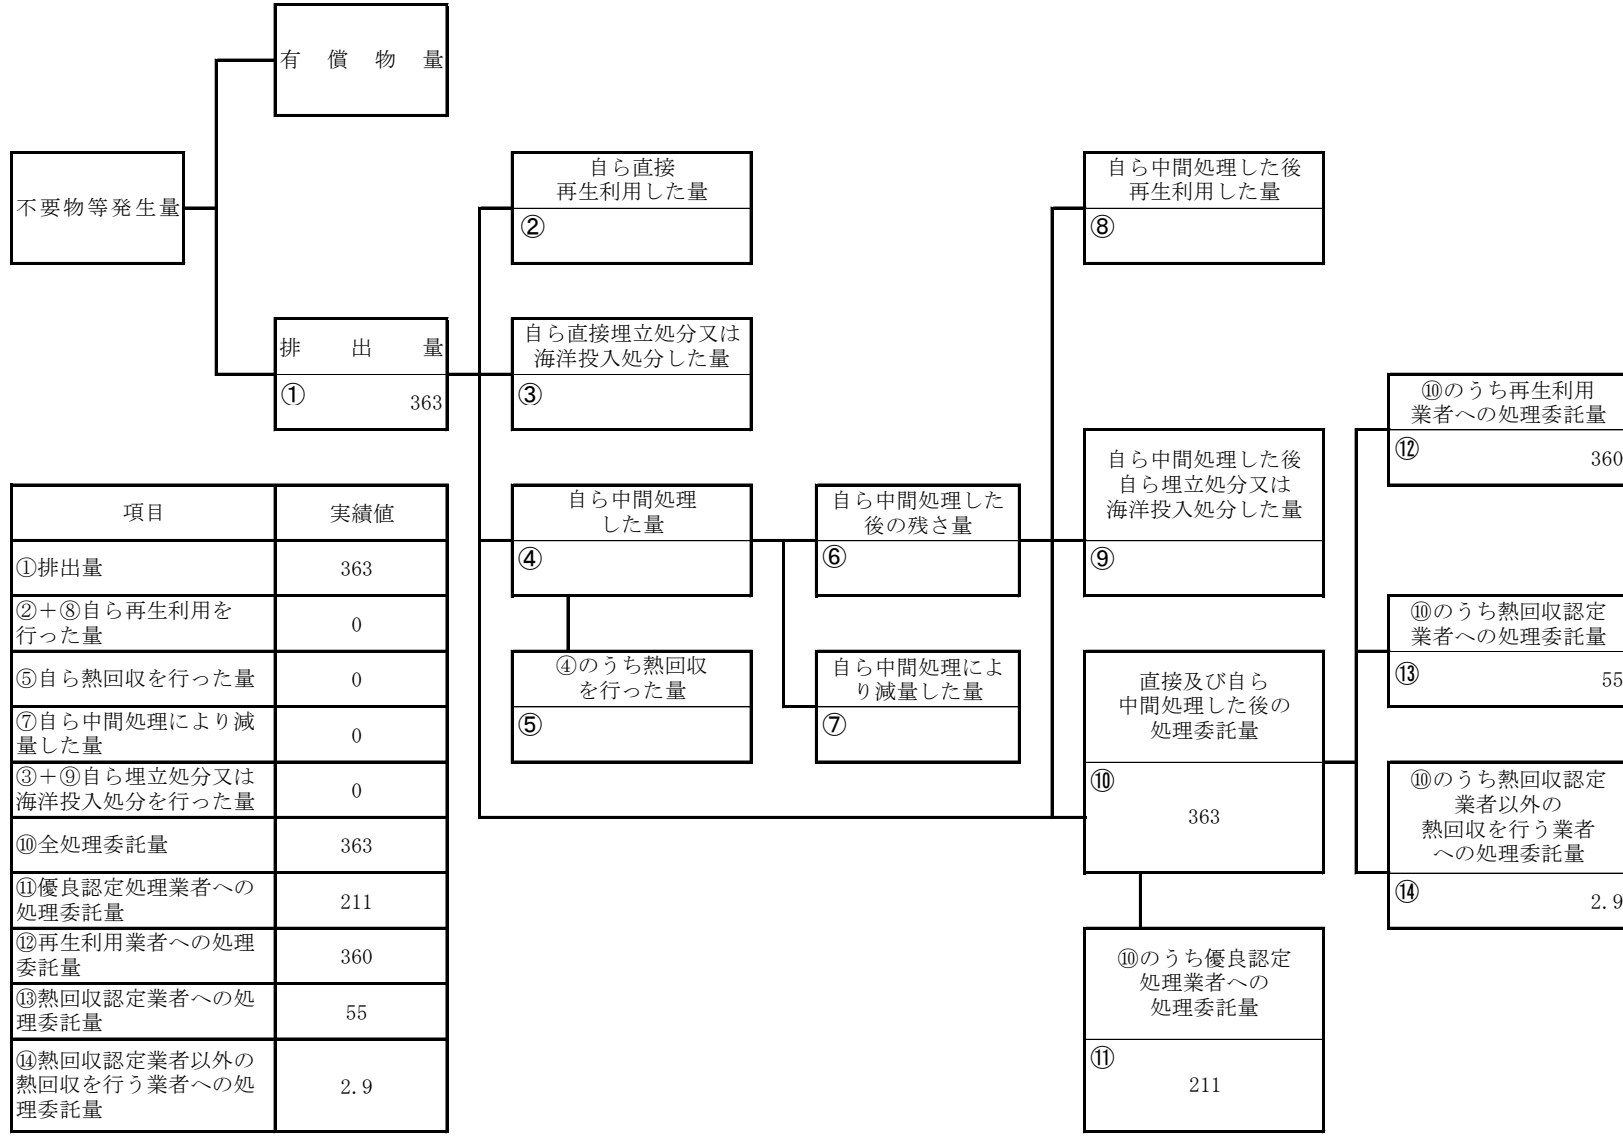 有償物量
不要物等発生量
排出量
①
363
自ら直接
再生利用した量
②
自ら直接埋立処分又は
海洋投入処分した量
③
自ら中間処理
した量
④
④のうち熱回収
を行った量
⑤
自ら中間処理した
後の残さ量
⑥
自ら中間処理によ
り減量した量
⑦
自ら中間処理した後
再生利用した量
⑧
自ら中間処理した後
自ら埋立処分又は
海洋投入処分した量
⑨
直接及び自ら
中間処理した後の
処理委託量
⑩
363
⑩のうち優良認定
処理業者への
処理委託量
⑪
211
⑩のうち再生利用
業者への処理委託量
⑫
360
⑩のうち熱回収認定
業者への処理委託量
⑬
55
⑩のうち熱回収認定
業者以外の
熱回収を行う業者
への処理委託量
⑭
2.9
項目 実績値
①排出量 363
②＋⑧自ら再生利用を
行った量 0
⑤自ら熱回収を行った量 0
⑦自ら中間処理により減
量した量 0
③＋⑨自ら埋立処分又は
海洋投入処分を行った量 0
⑩全処理委託量 363
⑪優良認定処理業者への
処理委託量 211
⑫再生利用業者への処理
委託量 360
⑬熱回収認定業者への処
理委託量 55
⑭熱回収認定業者以外の
熱回収を行う業者への処
理委託量 2.9